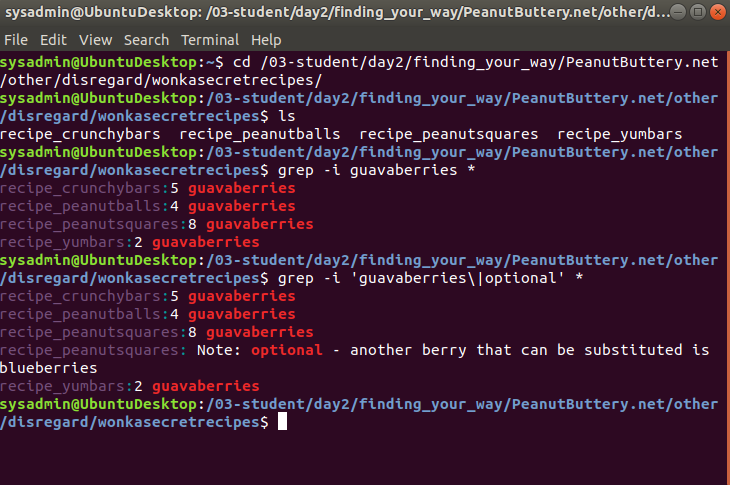 sysadmin@UbuntuDesktop: /03-student/day2/finding_your_way/PeanutButtery.net/other/d...
File Edit View Search Terminal Help
sysadmin@UbuntuDesktop:~$ cd /03-student/day2/finding_your_way/PeanutButtery.net
/other/disregard/wonkasecretrecipes/
sysadmin@UbuntuDesktop:/03-student/day2/finding_your_way/PeanutButtery.net/other
/disregard/wonkasecretrecipes$ ls
recipe_crunchybars  recipe_peanutballs  recipe_peanutsquares  recipe_yumbars
sysadmin@UbuntuDesktop:/03-student/day2/finding_your_way/PeanutButtery.net/other
/disregard/wonkasecretrecipes$ grep -i guavaberries *
recipe_crunchybars:5 guavaberries
recipe_peanutballs:4 guavaberries
recipe_peanutsquares:8 guavaberries
recipe_yumbars:2 guavaberries
sysadmin@UbuntuDesktop:/03-student/day2/finding_your_way/PeanutButtery.net/other
/disregard/wonkasecretrecipes$ grep -i 'guavaberries\|optional' *
recipe_crunchybars:5 guavaberries
recipe_peanutballs:4 guavaberries
recipe_peanutsquares:8 guavaberries
recipe_peanutsquares: Note: optional - another berry that can be substituted is
blueberries
recipe_yumbars:2 guavaberries
sysadmin@UbuntuDesktop:/03-student/day2/finding_your_way/PeanutButtery.net/other
/disregard/wonkasecretrecipes$